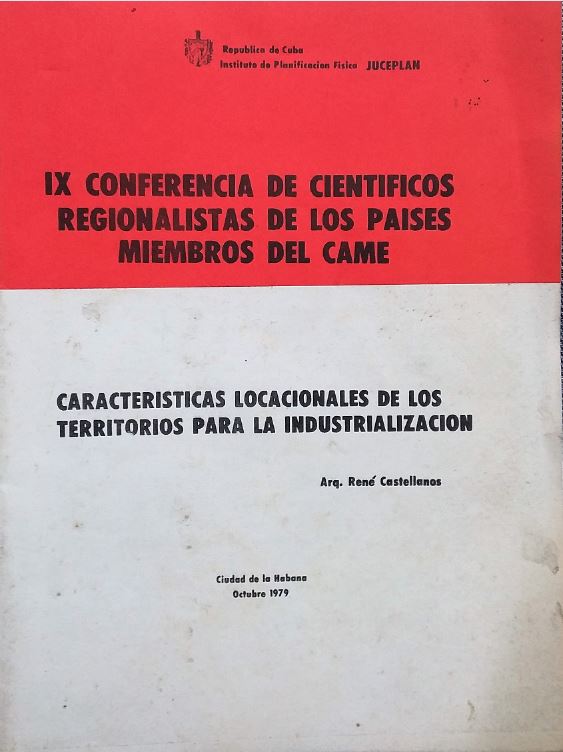 Republica de Cuba
Instituto de Planificacion Fisica JUCEPLAN
IX CONFERENCIA DE CIENTIFICOS
REGIONALISTAS DE LOS PAISES
MIEMBROS DEL CAME
CARACTERISTICAS LOCACIONALES DE LOS
TERRITORIOS PARA LA INDUSTRIALIZACION
Arq. René Castellanos
Ciudad de la Habana
Octubre 1979